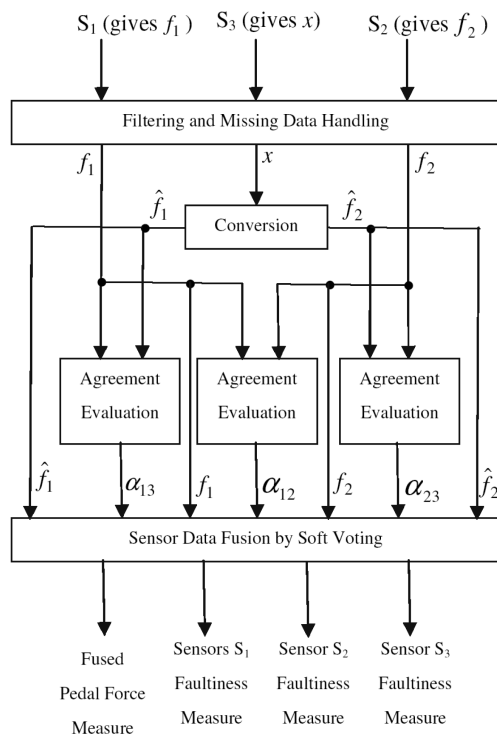 S₁ (gives f₁ )
S₃ (gives x)
S₂ (gives f₂ )
Filtering and Missing Data Handling
f₁
x
f₂
f̂₁
Conversion
f̂₂
Agreement
Evaluation
Agreement
Evaluation
Agreement
Evaluation
f̂₁
α₁₃
f₁
α₁₂
f₂
α₂₃
f̂₂
Sensor Data Fusion by Soft Voting
Fused
Pedal Force
Measure
Sensors S₁
Faultiness
Measure
Sensor S₂
Faultiness
Measure
Sensor S₃
Faultiness
Measure